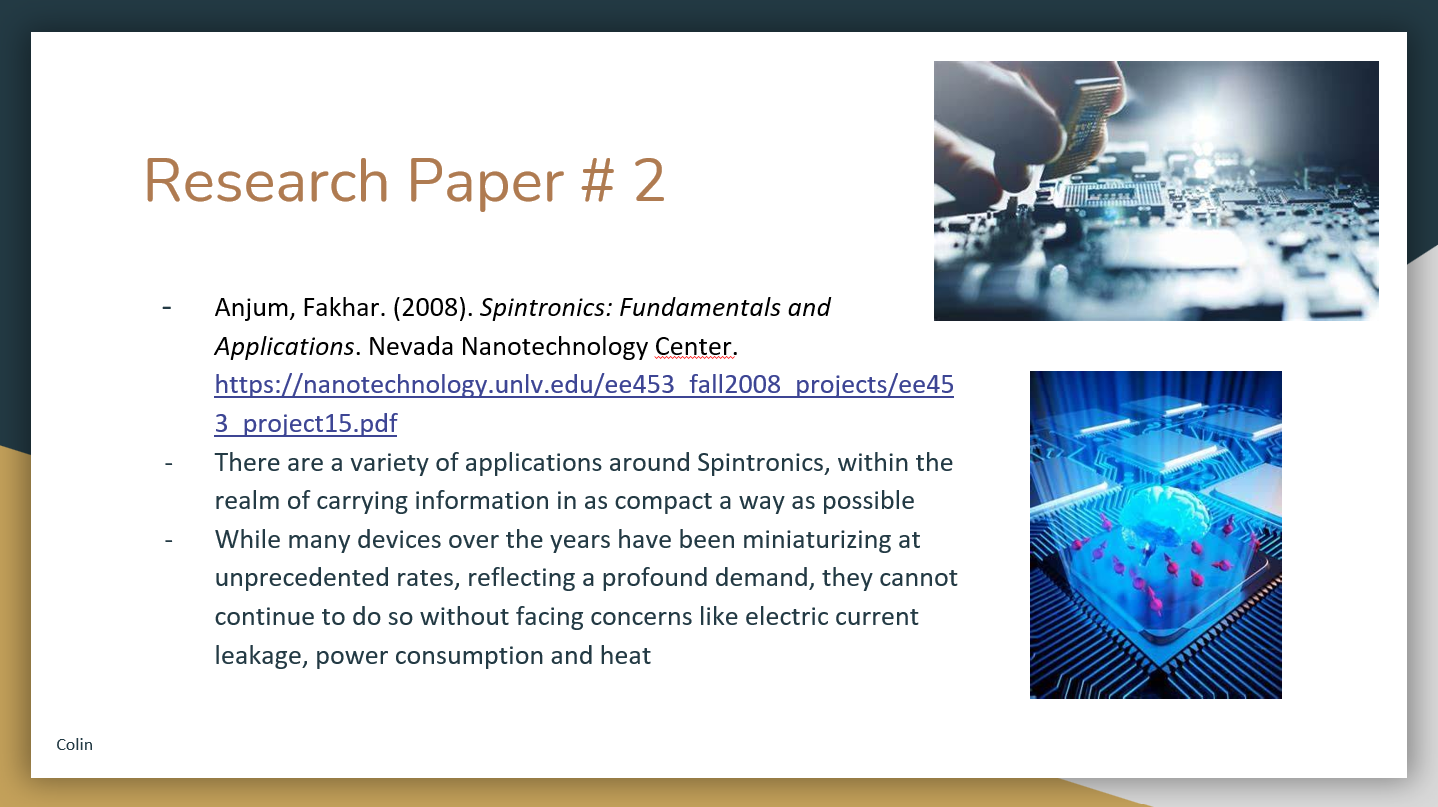 Research Paper # 2
- Anjum, Fakhar. (2008). Spintronics: Fundamentals and
Applications. Nevada Nanotechnology Center.
https://nanotechnology.unlv.edu/ee453_fall2008_projects/ee45
3_project15.pdf
- There are a variety of applications around Spintronics, within the
realm of carrying information in as compact a way as possible
- While many devices over the years have been miniaturizing at
unprecedented rates, reflecting a profound demand, they cannot
continue to do so without facing concerns like electric current
leakage, power consumption and heat
Colin